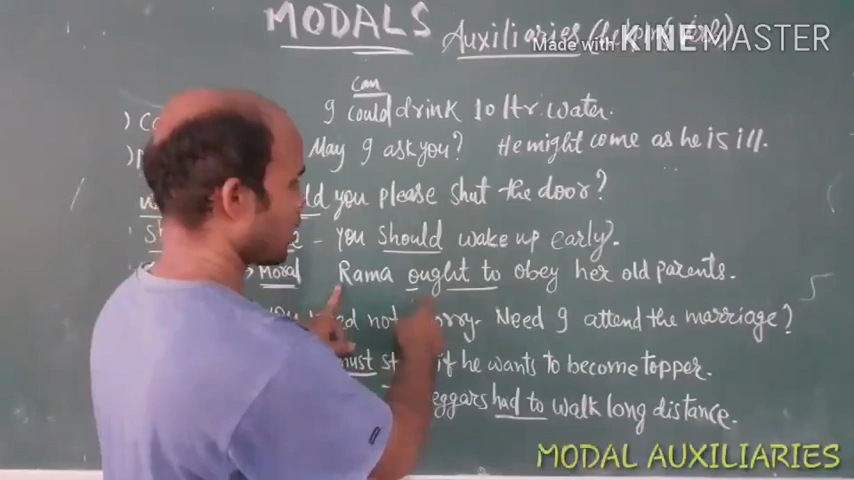 MODALS Auxiliaries
Made with KINEMASTER
can
I could drink 10 ltr. water.
May I ask you? He might come as he is ill.
you please shut the door?
- you should wake up early.
Moral Rama ought to obey her old parents.
not Need I attend the marriage?
must if he wants to become topper.
had to walk long distance.
MODAL AUXILIARIES